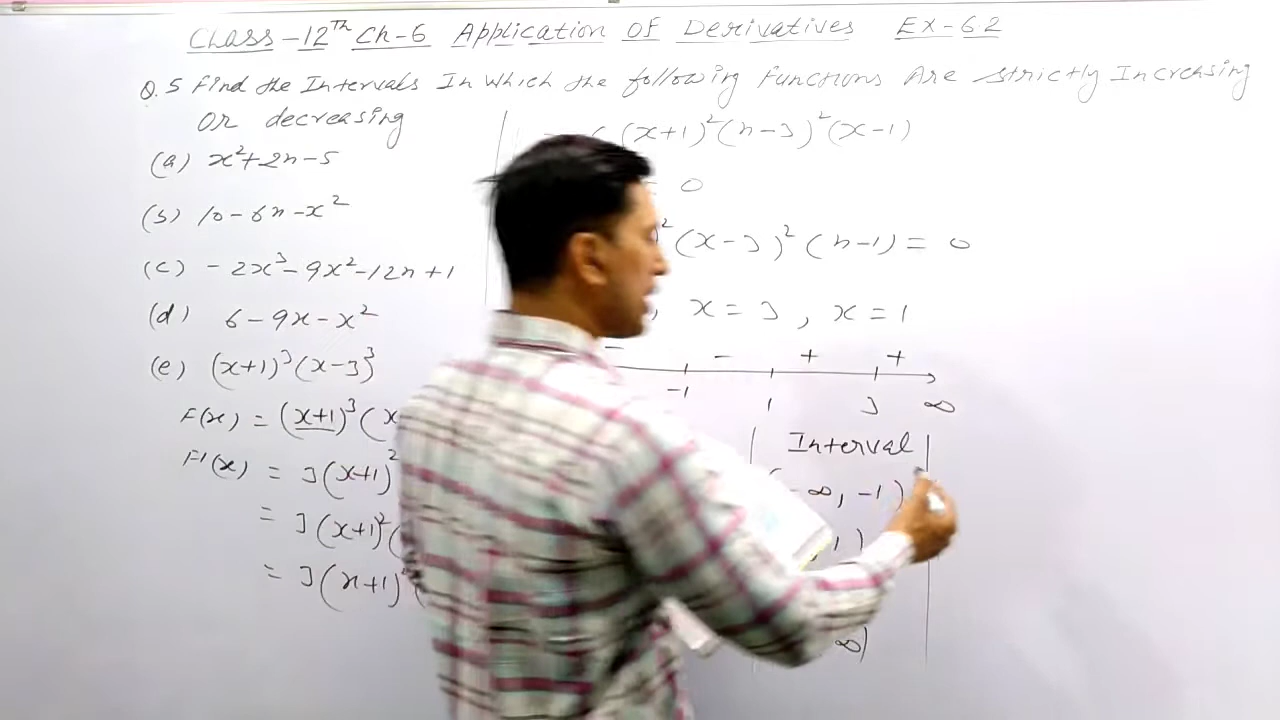 Class-12Th Ch-6 Application OF Derivatives EX-6.2
Q.5 Find the Intervals In Which the following Functions Are Strictly Increasing
Or decreasing
(a) x²+2x-5
(b) 10-6x-x²
(c) -2x³-9x²-12x+1
(d) 6-9x-x²
(e) (x+1)³(x-3)³
F(x) = (x+1)³(x
F'(x) = 3(x+1)²
= 3(x+1)²(
= 3(x+1)²(
(x+1)²(x-3)²(x-1)
= 0
²(x-3)²(x-1) = 0
, x=3, x=1
- - + +
-1 1 3 ∞
Interval
(-∞, -1)
, 1)
∞)